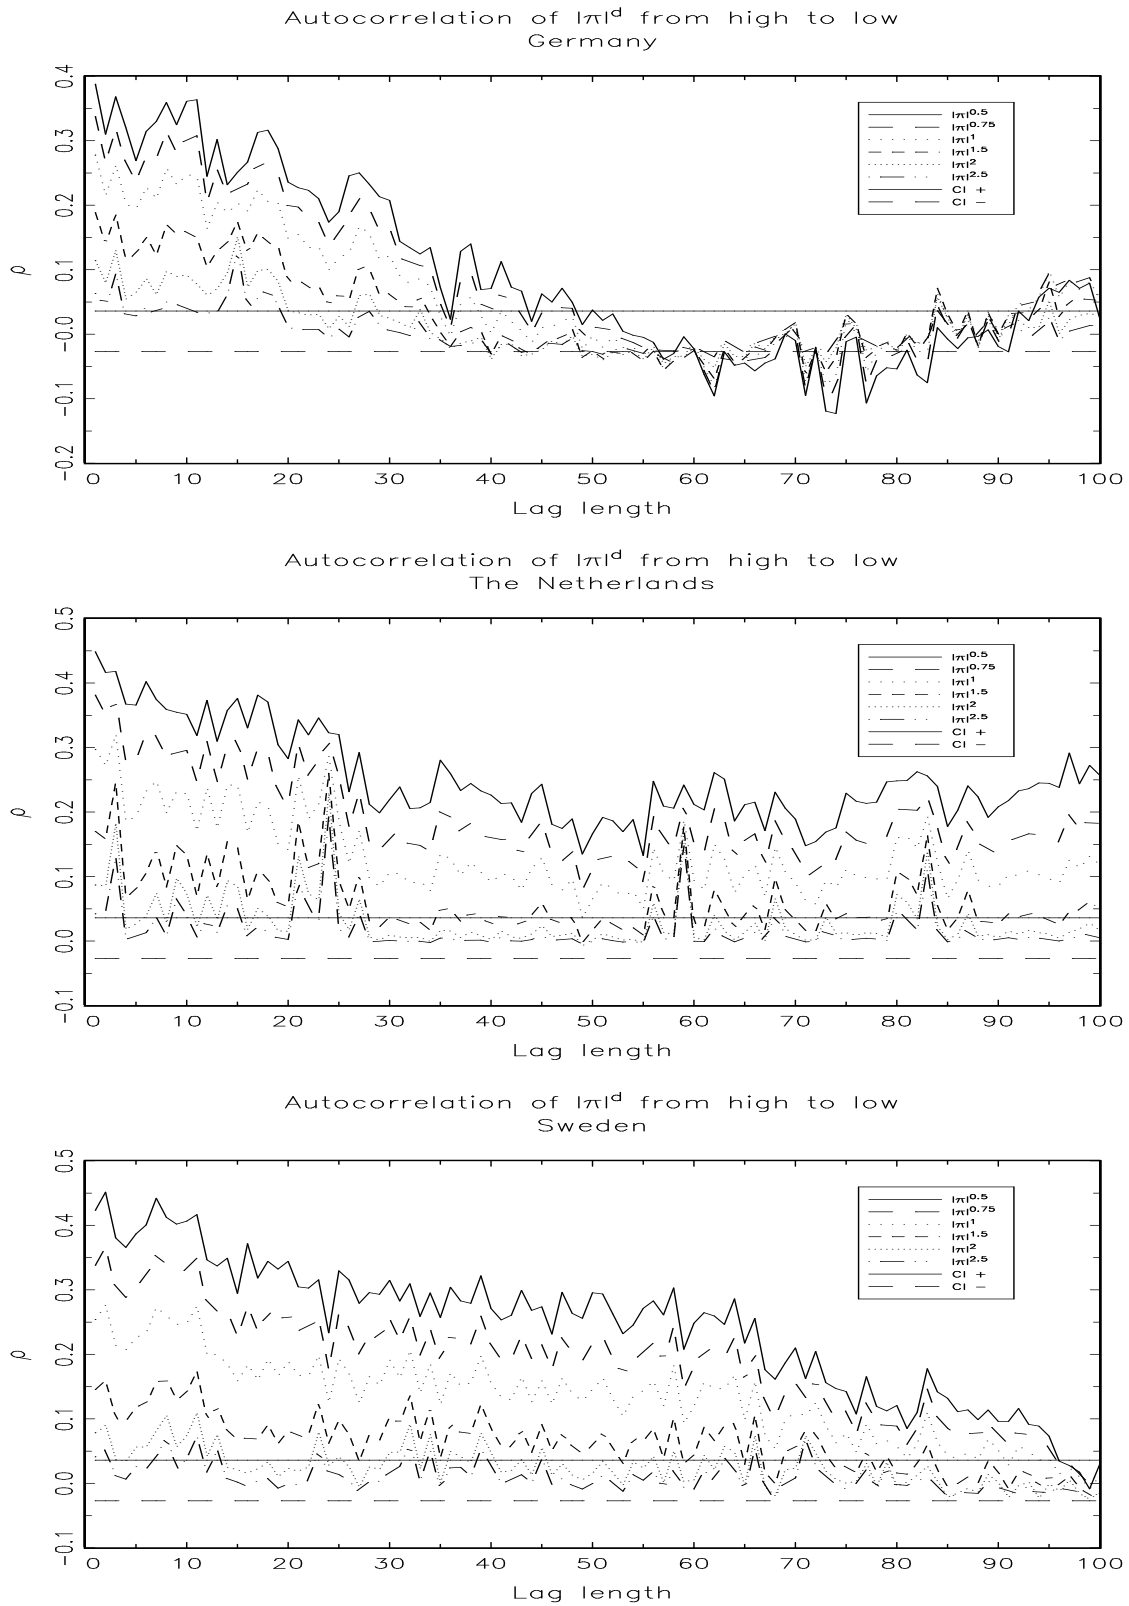 Autocorrelation of |π|^d from high to low
Germany
ρ
0.4
0.3
0.2
0.1
−0.0
−0.1
−0.2
|π|^0.5
|π|^0.75
|π|^1
|π|^1.5
|π|^2
|π|^2.5
CI +
CI −
0 10 20 30 40 50 60 70 80 90 100
Lag length
Autocorrelation of |π|^d from high to low
The Netherlands
ρ
0.5
0.4
0.3
0.2
0.1
0.0
−0.1
|π|^0.5
|π|^0.75
|π|^1
|π|^1.5
|π|^2
|π|^2.5
CI +
CI −
0 10 20 30 40 50 60 70 80 90 100
Lag length
Autocorrelation of |π|^d from high to low
Sweden
ρ
0.5
0.4
0.3
0.2
0.1
0.0
−0.1
|π|^0.5
|π|^0.75
|π|^1
|π|^1.5
|π|^2
|π|^2.5
CI +
CI −
0 10 20 30 40 50 60 70 80 90 100
Lag length